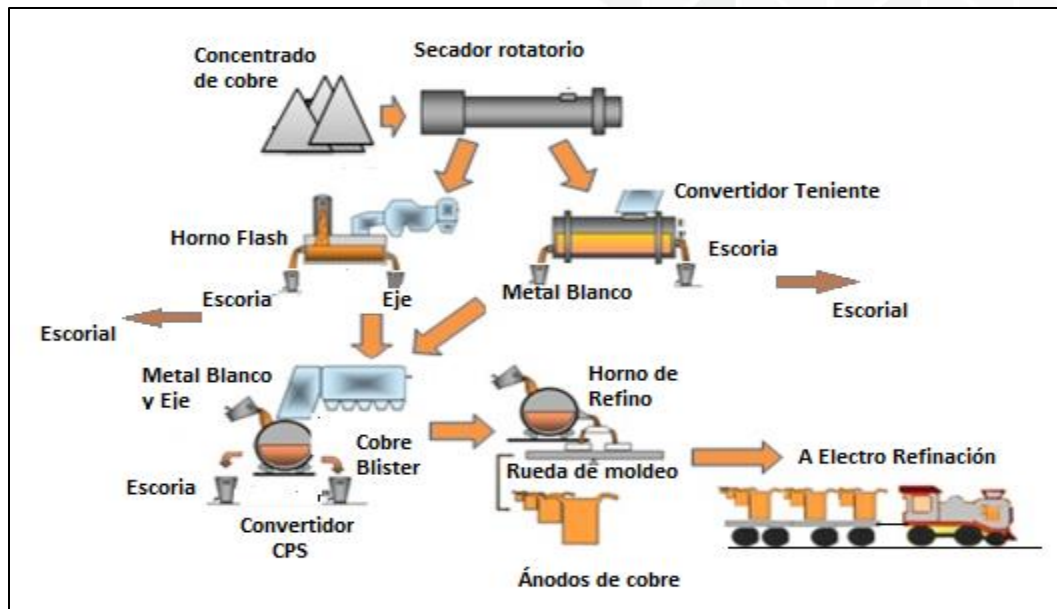 Concentrado
de cobre
Secador rotatorio
Convertidor Teniente
Horno Flash
Escoria
Escoria
Eje
Metal Blanco
Escorial
Escorial
Metal Blanco
y Eje
Horno de
Refino
Cobre
Blister
Rueda de moldeo
A Electro Refinación
Escoria
Convertidor
CPS
Ánodos de cobre